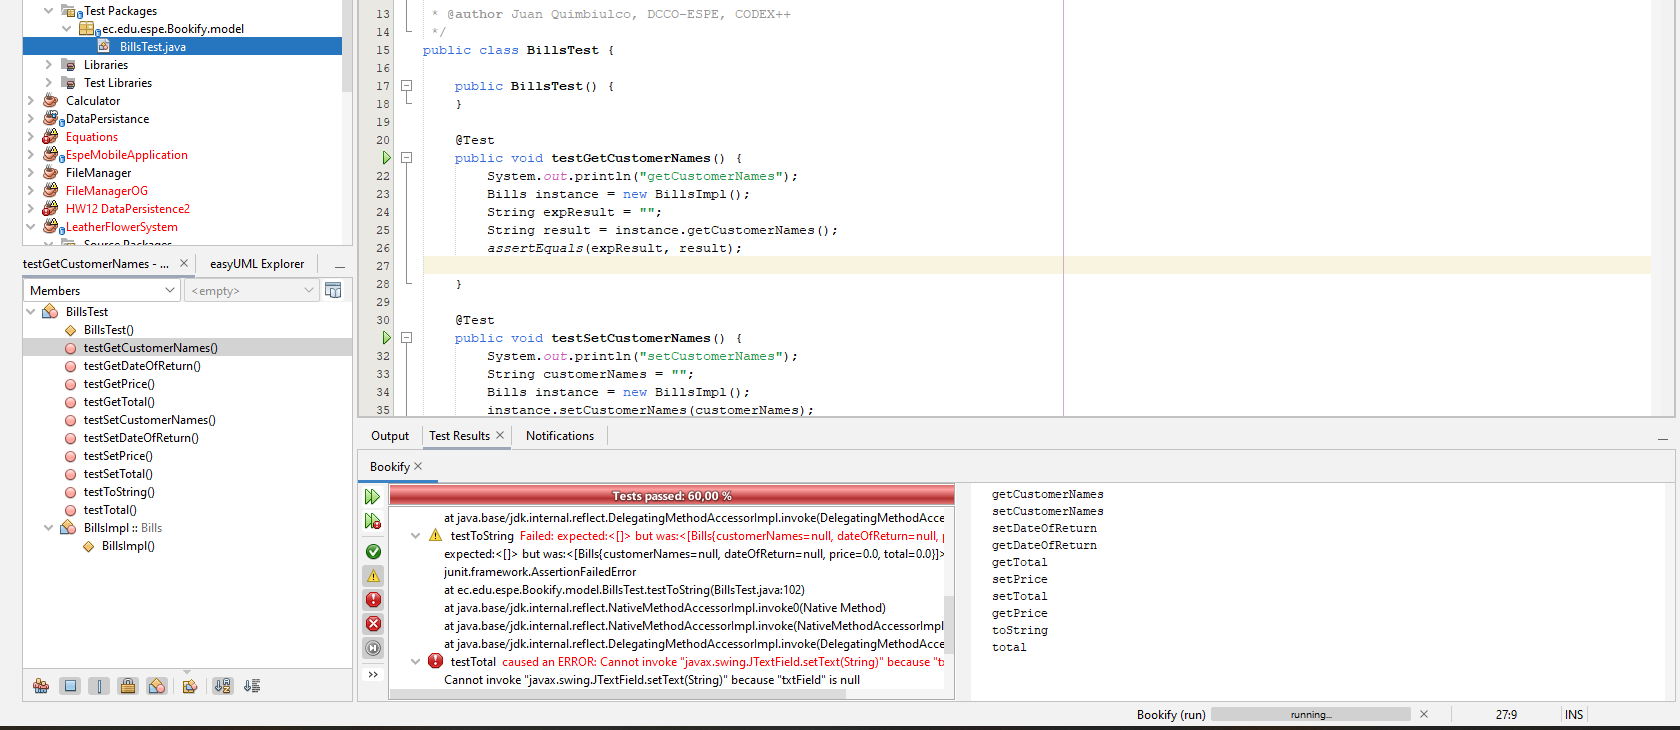 Test Packages
ec.edu.espe.Bookify.model
BillsTest.java
Libraries
Test Libraries
Calculator
DataPersistance
Equations
EspeMobileApplication
FileManager
FileManagerOG
HW12 DataPersistence2
LeatherFlowerSystem
Source Packages
testGetCustomerNames - ...
easyUML Explorer
Members
<empty>
BillsTest
BillsTest()
testGetCustomerNames()
testGetDateOfReturn()
testGetPrice()
testGetTotal()
testSetCustomerNames()
testSetDateOfReturn()
testSetPrice()
testSetTotal()
testToString()
testTotal()
BillsImpl :: Bills
BillsImpl()
13 * @author Juan Quimbiulco, DCCO-ESPE, CODEX++
14 */
15 public class BillsTest {
16
17 public BillsTest() {
18 }
19
20 @Test
public void testGetCustomerNames() {
22 System.out.println("getCustomerNames");
23 Bills instance = new BillsImpl();
24 String expResult = "";
25 String result = instance.getCustomerNames();
26 assertEquals(expResult, result);
27
28 }
29
30 @Test
public void testSetCustomerNames() {
32 System.out.println("setCustomerNames");
33 String customerNames = "";
34 Bills instance = new BillsImpl();
35 instance.setCustomerNames(customerNames);
Output
Test Results
Notifications
Bookify
Tests passed: 60,00 %
at java.base/jdk.internal.reflect.DelegatingMethodAccessorImpl.invoke(DelegatingMethodAcce
testToString Failed: expected:<[]> but was:<[Bills{customerNames=null, dateOfReturn=null, p
expected:<[]> but was:<[Bills{customerNames=null, dateOfReturn=null, price=0.0, total=0.0}]>
junit.framework.AssertionFailedError
at ec.edu.espe.Bookify.model.BillsTest.testToString(BillsTest.java:102)
at java.base/jdk.internal.reflect.NativeMethodAccessorImpl.invoke0(Native Method)
at java.base/jdk.internal.reflect.NativeMethodAccessorImpl.invoke(NativeMethodAccessorImpl
at java.base/jdk.internal.reflect.DelegatingMethodAccessorImpl.invoke(DelegatingMethodAcce
testTotal caused an ERROR: Cannot invoke "javax.swing.JTextField.setText(String)" because "tx
Cannot invoke "javax.swing.JTextField.setText(String)" because "txtField" is null
getCustomerNames
setCustomerNames
setDateOfReturn
getDateOfReturn
getTotal
setPrice
setTotal
getPrice
toString
total
Bookify (run)
running...
27:9
INS